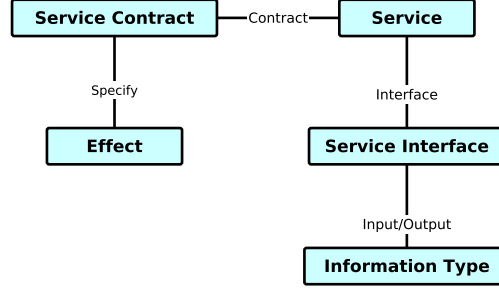 Service Contract
Contract
Service
Specify
Interface
Effect
Service Interface
Input/Output
Information Type